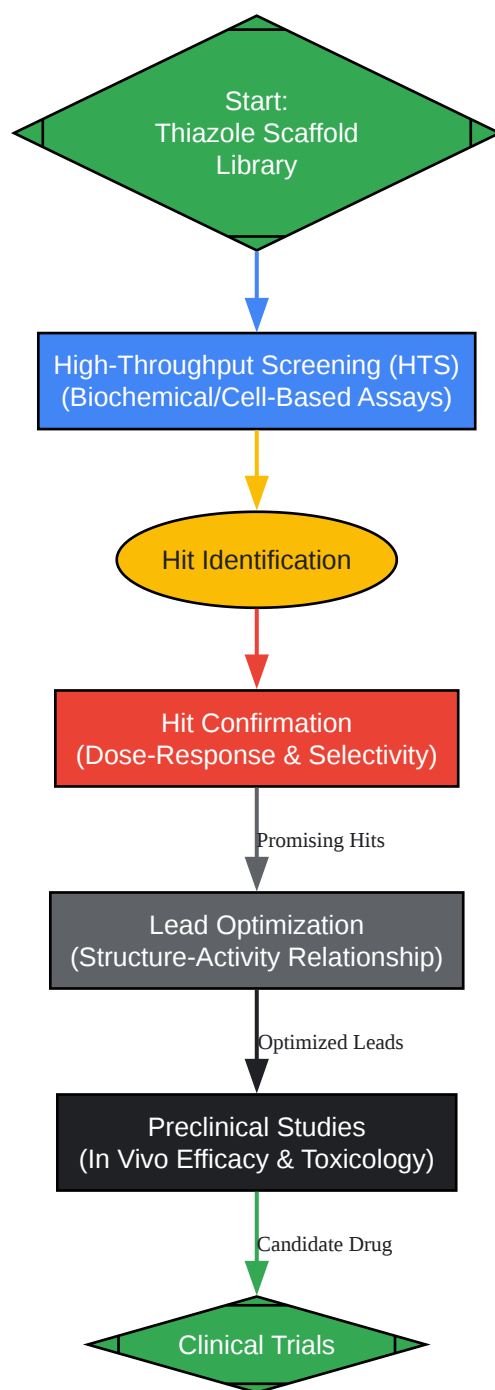 Start:
Thiazole Scaffold
Library
High-Throughput Screening (HTS)
(Biochemical/Cell-Based Assays)
Hit Identification
Hit Confirmation
(Dose-Response & Selectivity)
Promising Hits
Lead Optimization
(Structure-Activity Relationship)
Optimized Leads
Preclinical Studies
(In Vivo Efficacy & Toxicology)
Candidate Drug
Clinical Trials